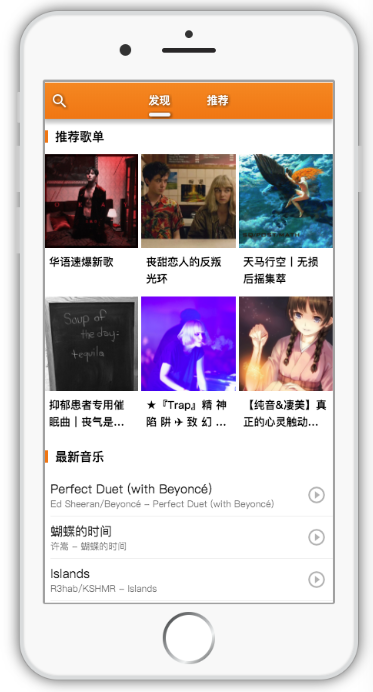 发现 推荐
推荐歌单
华语速爆新歌
丧甜恋人的反叛
光环
天马行空丨无损
后摇集萃
Soup of
the day:
tequila
抑郁患者专用催
眠曲丨丧气是...
★『Trap』精 神
陷 阱 ✈ 致 幻 ...
【纯音&凄美】真
正的心灵触动...
最新音乐
Perfect Duet (with Beyoncé)
Ed Sheeran/Beyoncé - Perfect Duet (with Beyoncé)
蝴蝶的时间
许嵩 - 蝴蝶的时间
Islands
R3hab/KSHMR - Islands